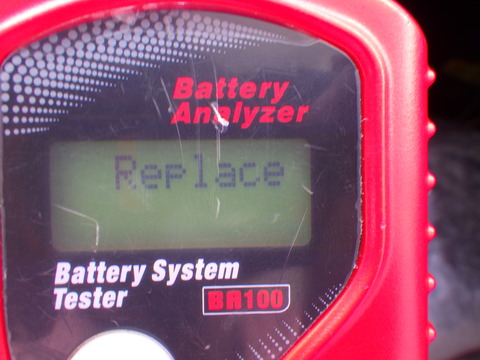 Battery
Analyzer
Replace
Battery System
Tester BR100